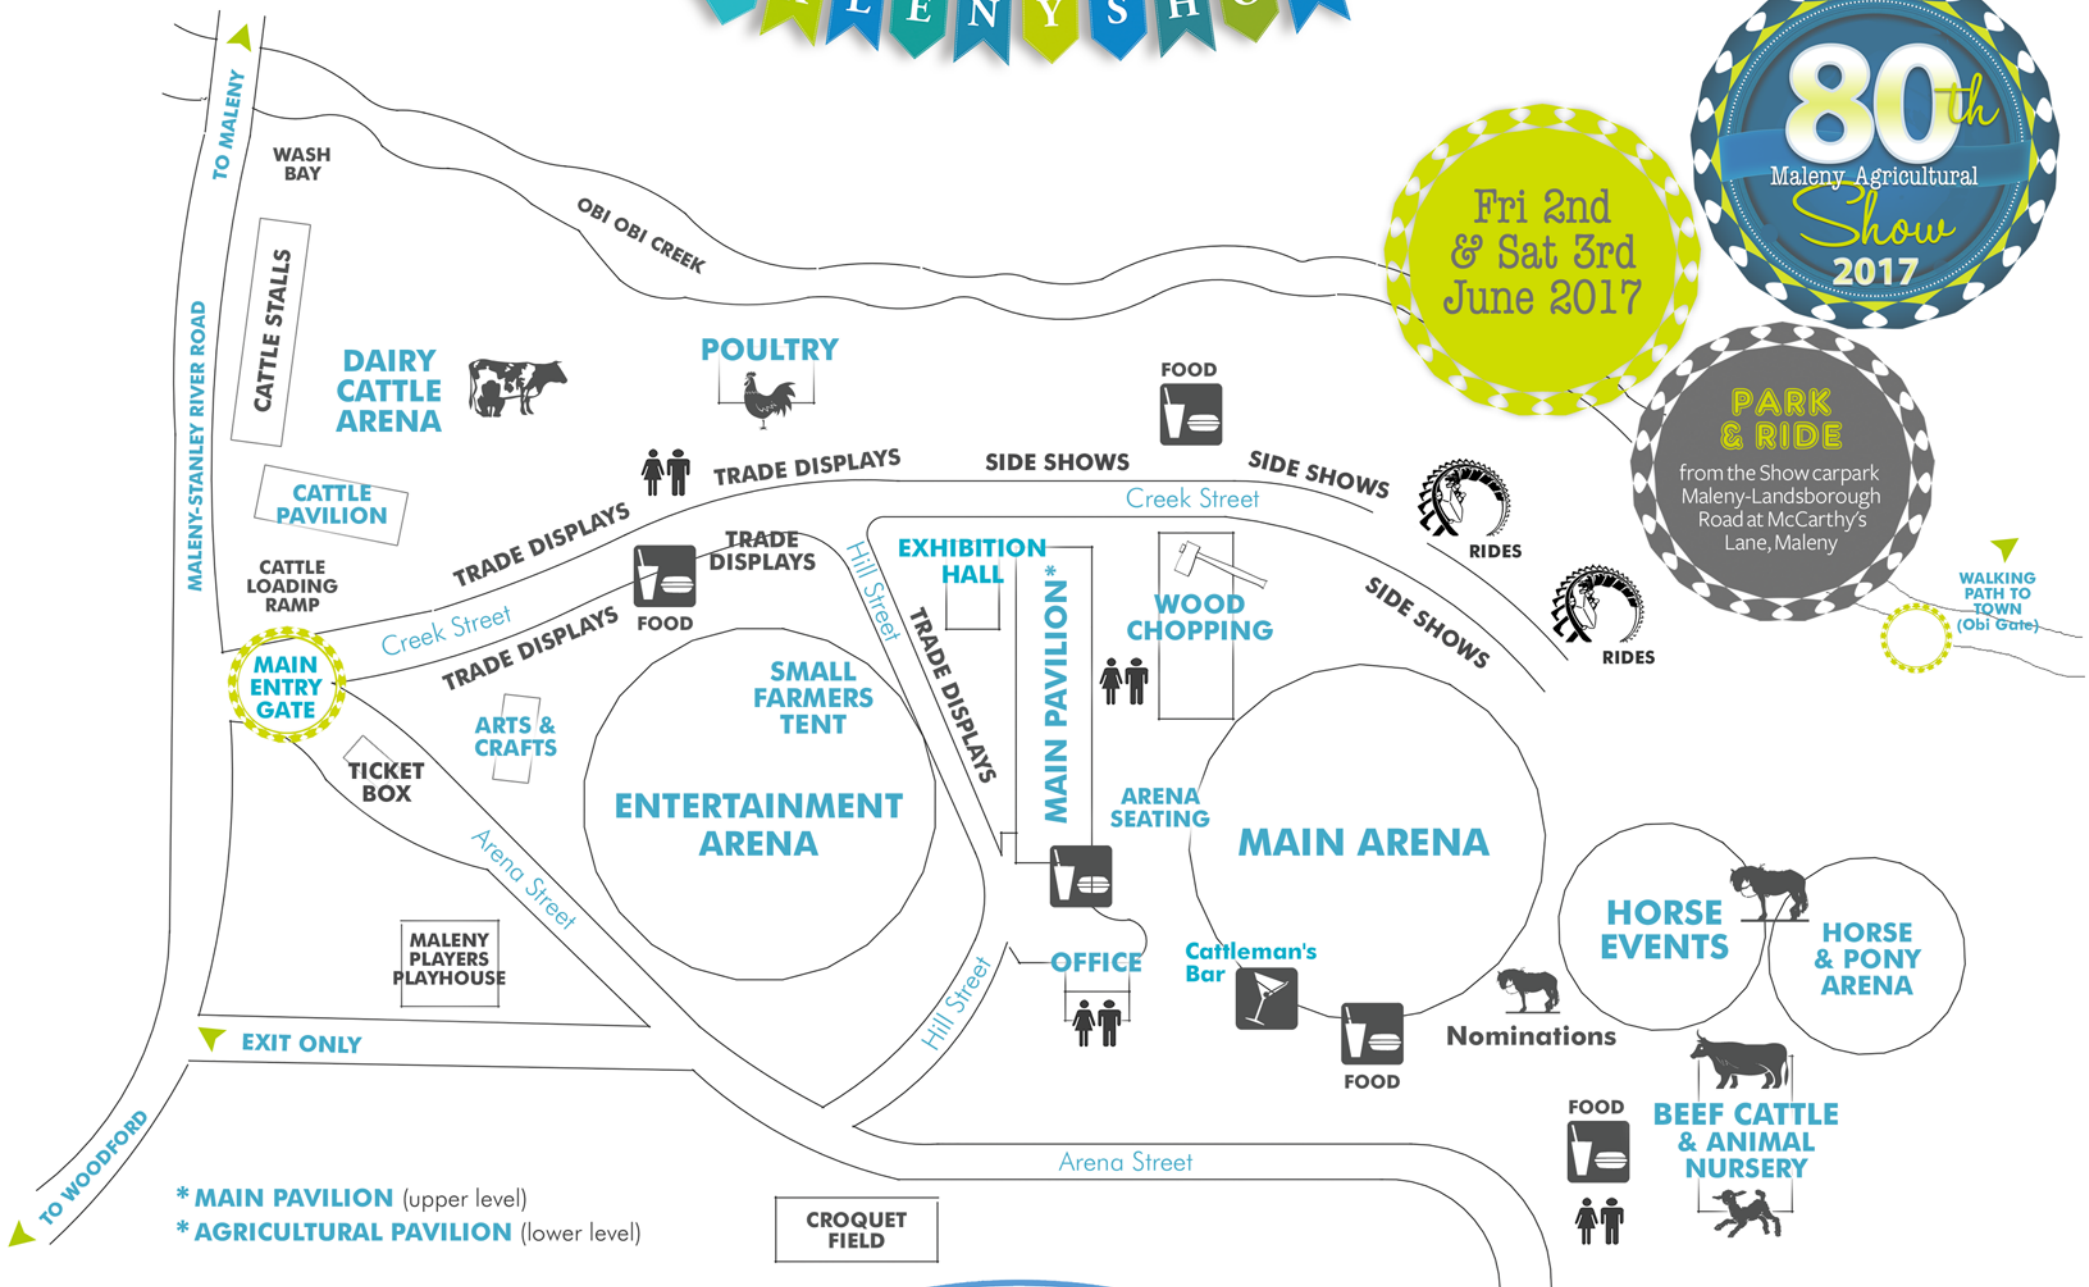 L E N Y S H O
80th
Maleny Agricultural
Show
2017
Fri 2nd
& Sat 3rd
June 2017
PARK
& RIDE
from the Show carpark
Maleny-Landsborough
Road at McCarthy's
Lane, Maleny
WALKING
PATH TO
TOWN
(Obi Gate)
TO MALENY
WASH
BAY
OBI OBI CREEK
CATTLE STALLS
MALENY-STANLEY RIVER ROAD
DAIRY
CATTLE
ARENA
POULTRY
FOOD
CATTLE
PAVILION
TRADE DISPLAYS
TRADE DISPLAYS
SIDE SHOWS
SIDE SHOWS
Creek Street
RIDES
RIDES
CATTLE
LOADING
RAMP
TRADE
DISPLAYS
FOOD
Creek Street
TRADE DISPLAYS
Hill Street
EXHIBITION
HALL
MAIN PAVILION*
WOOD
CHOPPING
SIDE SHOWS
TRADE DISPLAYS
MAIN
ENTRY
GATE
TICKET
BOX
ARTS &
CRAFTS
SMALL
FARMERS
TENT
ENTERTAINMENT
ARENA
ARENA
SEATING
MAIN ARENA
Arena Street
MALENY
PLAYERS
PLAYHOUSE
HORSE
EVENTS
HORSE
& PONY
ARENA
OFFICE
Cattleman's
Bar
Hill Street
Nominations
EXIT ONLY
FOOD
FOOD
BEEF CATTLE
& ANIMAL
NURSERY
TO WOODFORD
Arena Street
* MAIN PAVILION (upper level)
* AGRICULTURAL PAVILION (lower level)
CROQUET
FIELD